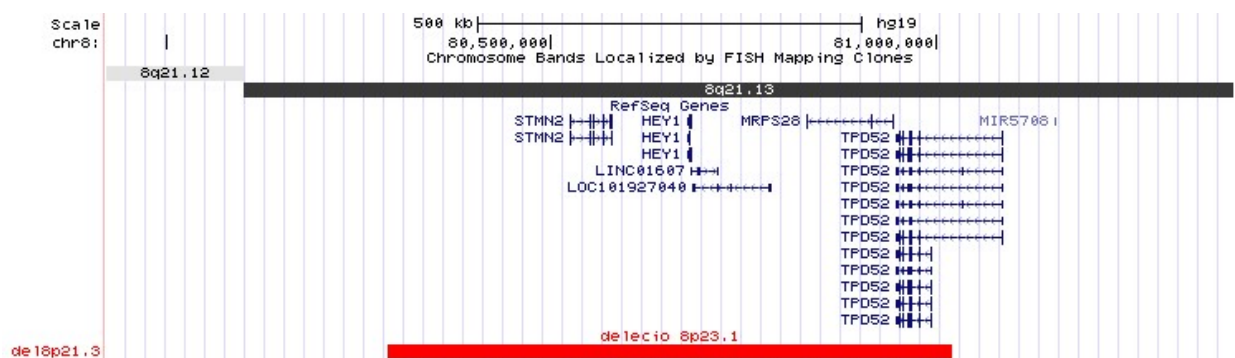 Scale 500 kb hg19
chr8: 80,500,000 81,000,000
Chromosome Bands Localized by FISH Mapping Clones
8q21.12
8q21.13
RefSeq Genes
STMN2 HEY1 MRPS28 MIR5708
STMN2 HEY1 TPD52
HEY1 TPD52
LINC01607 TPD52
LOC101927040 TPD52
TPD52
TPD52
TPD52
TPD52
TPD52
TPD52
TPD52
TPD52
delecio 8p23.1
del8p21.3